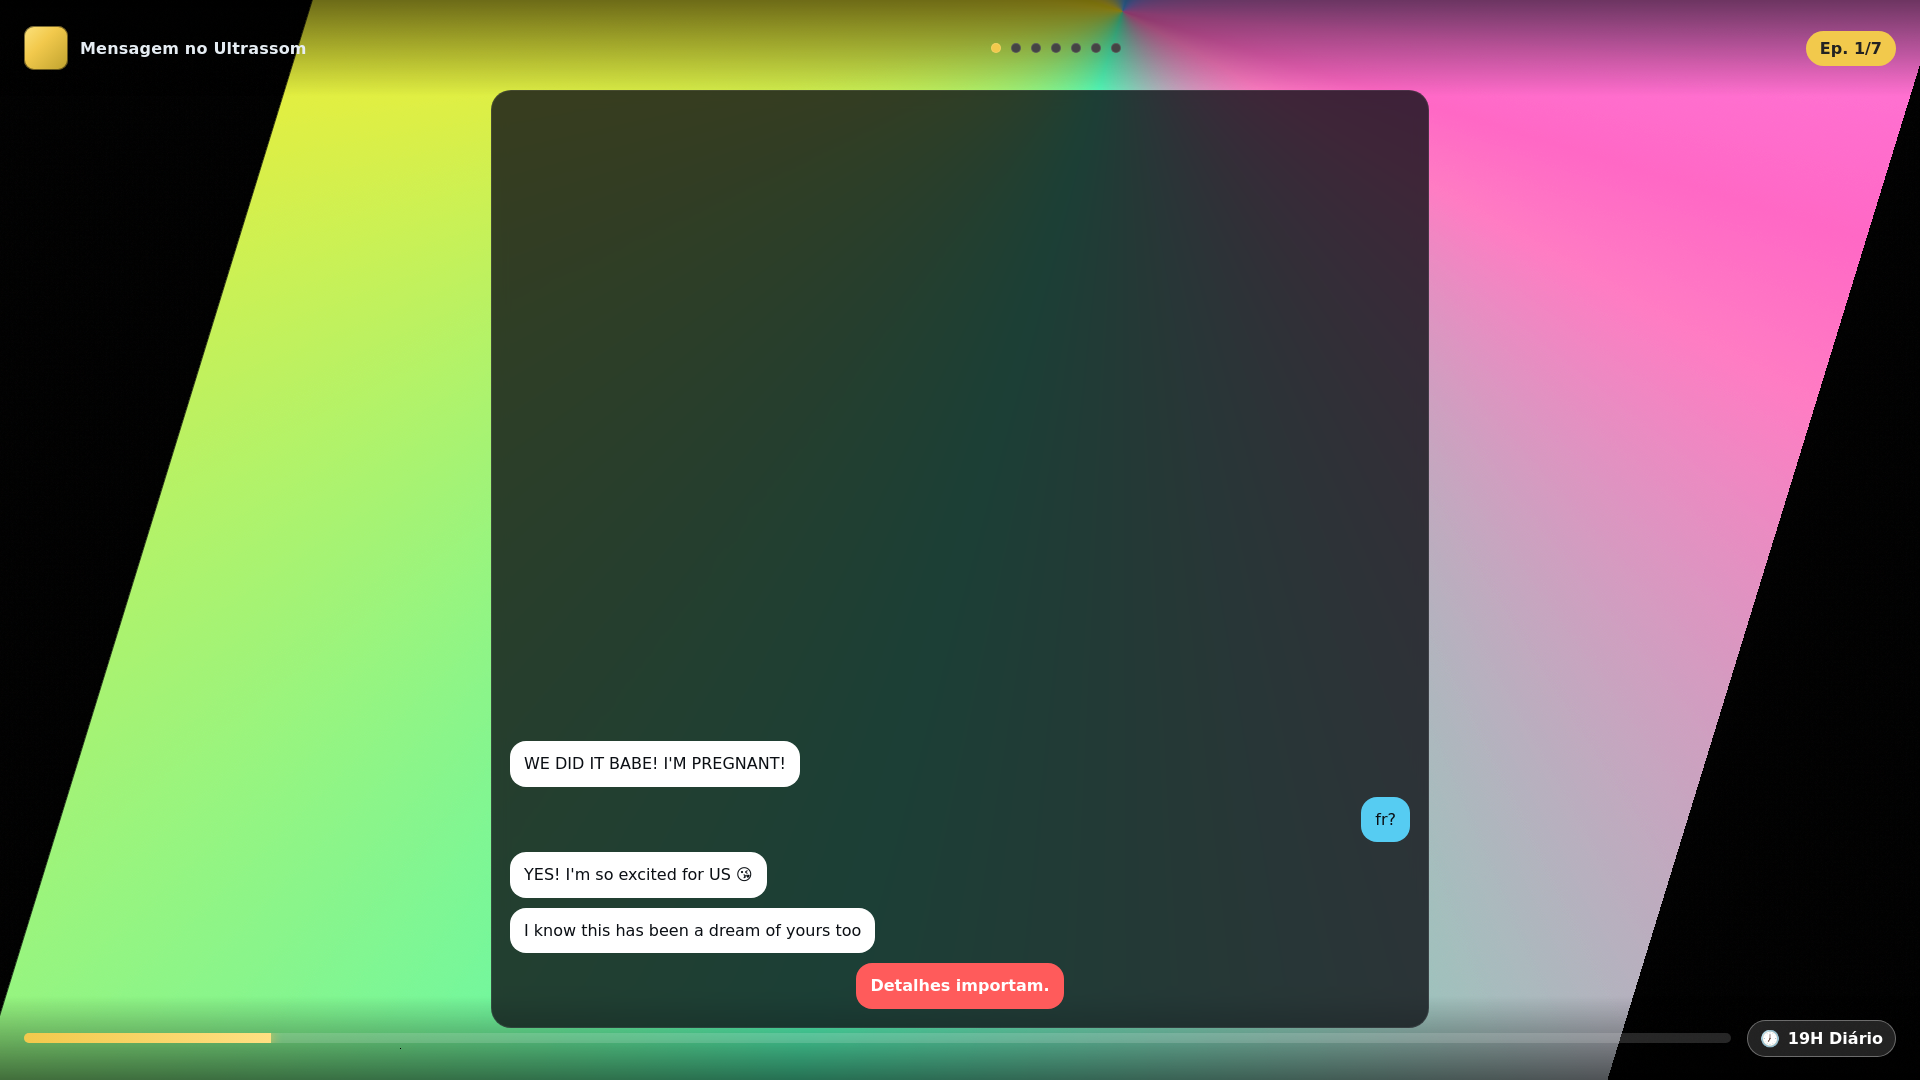 Mensagem no Ultrassom
Ep. 1/7
WE DID IT BABE! I'M PREGNANT!
fr?
YES! I'm so excited for US 😘
I know this has been a dream of yours too
Detalhes importam.
🕖 19H Diário